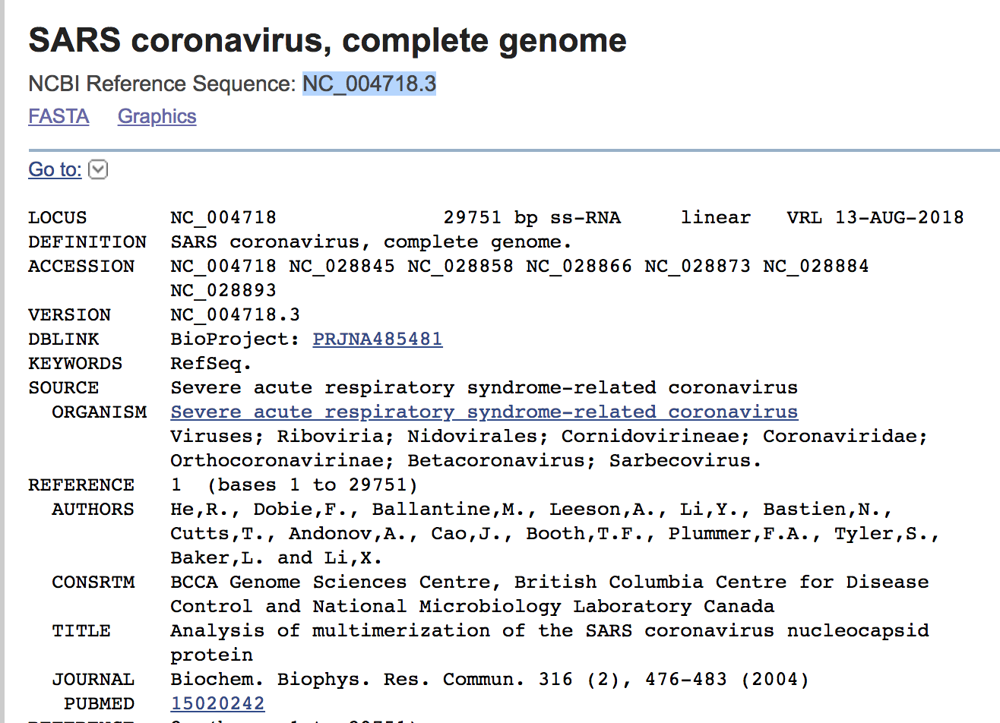 SARS coronavirus, complete genome
NCBI Reference Sequence: NC_004718.3
FASTA Graphics
Go to:
LOCUS NC_004718 29751 bp ss-RNA linear VRL 13-AUG-2018
DEFINITION SARS coronavirus, complete genome.
ACCESSION NC_004718 NC_028845 NC_028858 NC_028866 NC_028873 NC_028884
NC_028893
VERSION NC_004718.3
DBLINK BioProject: PRJNA485481
KEYWORDS RefSeq.
SOURCE Severe acute respiratory syndrome-related coronavirus
ORGANISM Severe acute respiratory syndrome-related coronavirus
Viruses; Riboviria; Nidovirales; Cornidovirineae; Coronaviridae;
Orthocoronavirinae; Betacoronavirus; Sarbecovirus.
REFERENCE 1 (bases 1 to 29751)
AUTHORS He,R., Dobie,F., Ballantine,M., Leeson,A., Li,Y., Bastien,N.,
Cutts,T., Andonov,A., Cao,J., Booth,T.F., Plummer,F.A., Tyler,S.,
Baker,L. and Li,X.
CONSRTM BCCA Genome Sciences Centre, British Columbia Centre for Disease
Control and National Microbiology Laboratory Canada
TITLE Analysis of multimerization of the SARS coronavirus nucleocapsid
protein
JOURNAL Biochem. Biophys. Res. Commun. 316 (2), 476-483 (2004)
PUBMED 15020242